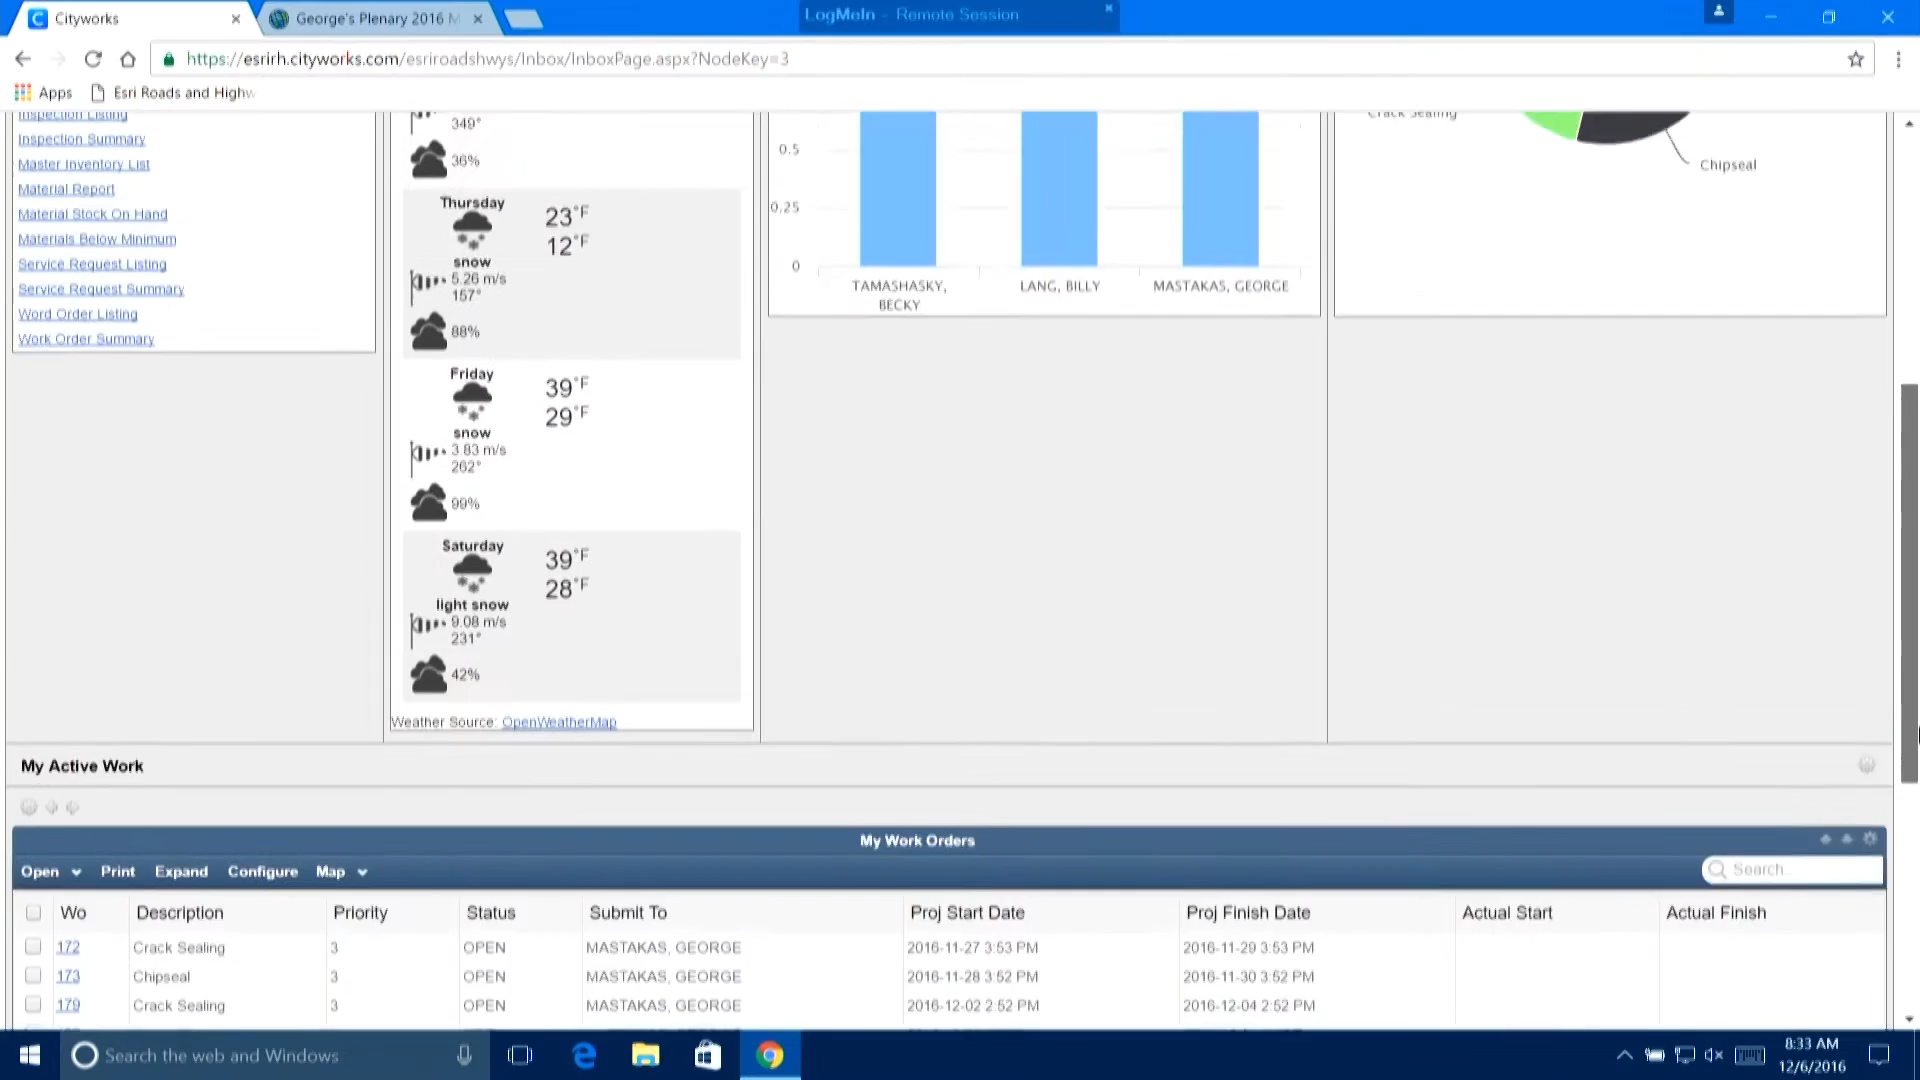 Cityworks
George's Plenary 2016 M
LogMeIn - Remote Session
https://esrirh.cityworks.com/esriroadshwys/Inbox/InboxPage.aspx?NodeKey=3
Apps
Esri Roads and Highw
Inspection Listing
Inspection Summary
Master Inventory List
Material Report
Material Stock On Hand
Materials Below Minimum
Service Request Listing
Service Request Summary
Word Order Listing
Work Order Summary
349°
36%
Thursday
23°F
12°F
snow
5.26 m/s
157°
88%
Friday
39°F
29°F
snow
3.83 m/s
262°
99%
Saturday
39°F
28°F
light snow
9.08 m/s
231°
42%
Weather Source: OpenWeatherMap
0.5
0.25
0
TAMASHASKY,
BECKY
LANG, BILLY
MASTAKAS, GEORGE
Crack Sealing
Chipseal
My Active Work
My Work Orders
Open Print Expand Configure Map
Search
Wo Description Priority Status Submit To Proj Start Date Proj Finish Date Actual Start Actual Finish
172 Crack Sealing 3 OPEN MASTAKAS, GEORGE 2016-11-27 3:53 PM 2016-11-29 3:53 PM
173 Chipseal 3 OPEN MASTAKAS, GEORGE 2016-11-28 3:52 PM 2016-11-30 3:52 PM
179 Crack Sealing 3 OPEN MASTAKAS, GEORGE 2016-12-02 2:52 PM 2016-12-04 2:52 PM
Search the web and Windows
8:33 AM
12/6/2016